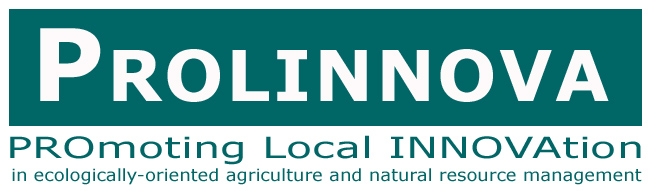 PROLINNOVA
PROmoting Local INNOVAtion
in ecologically-oriented agriculture and natural resource management